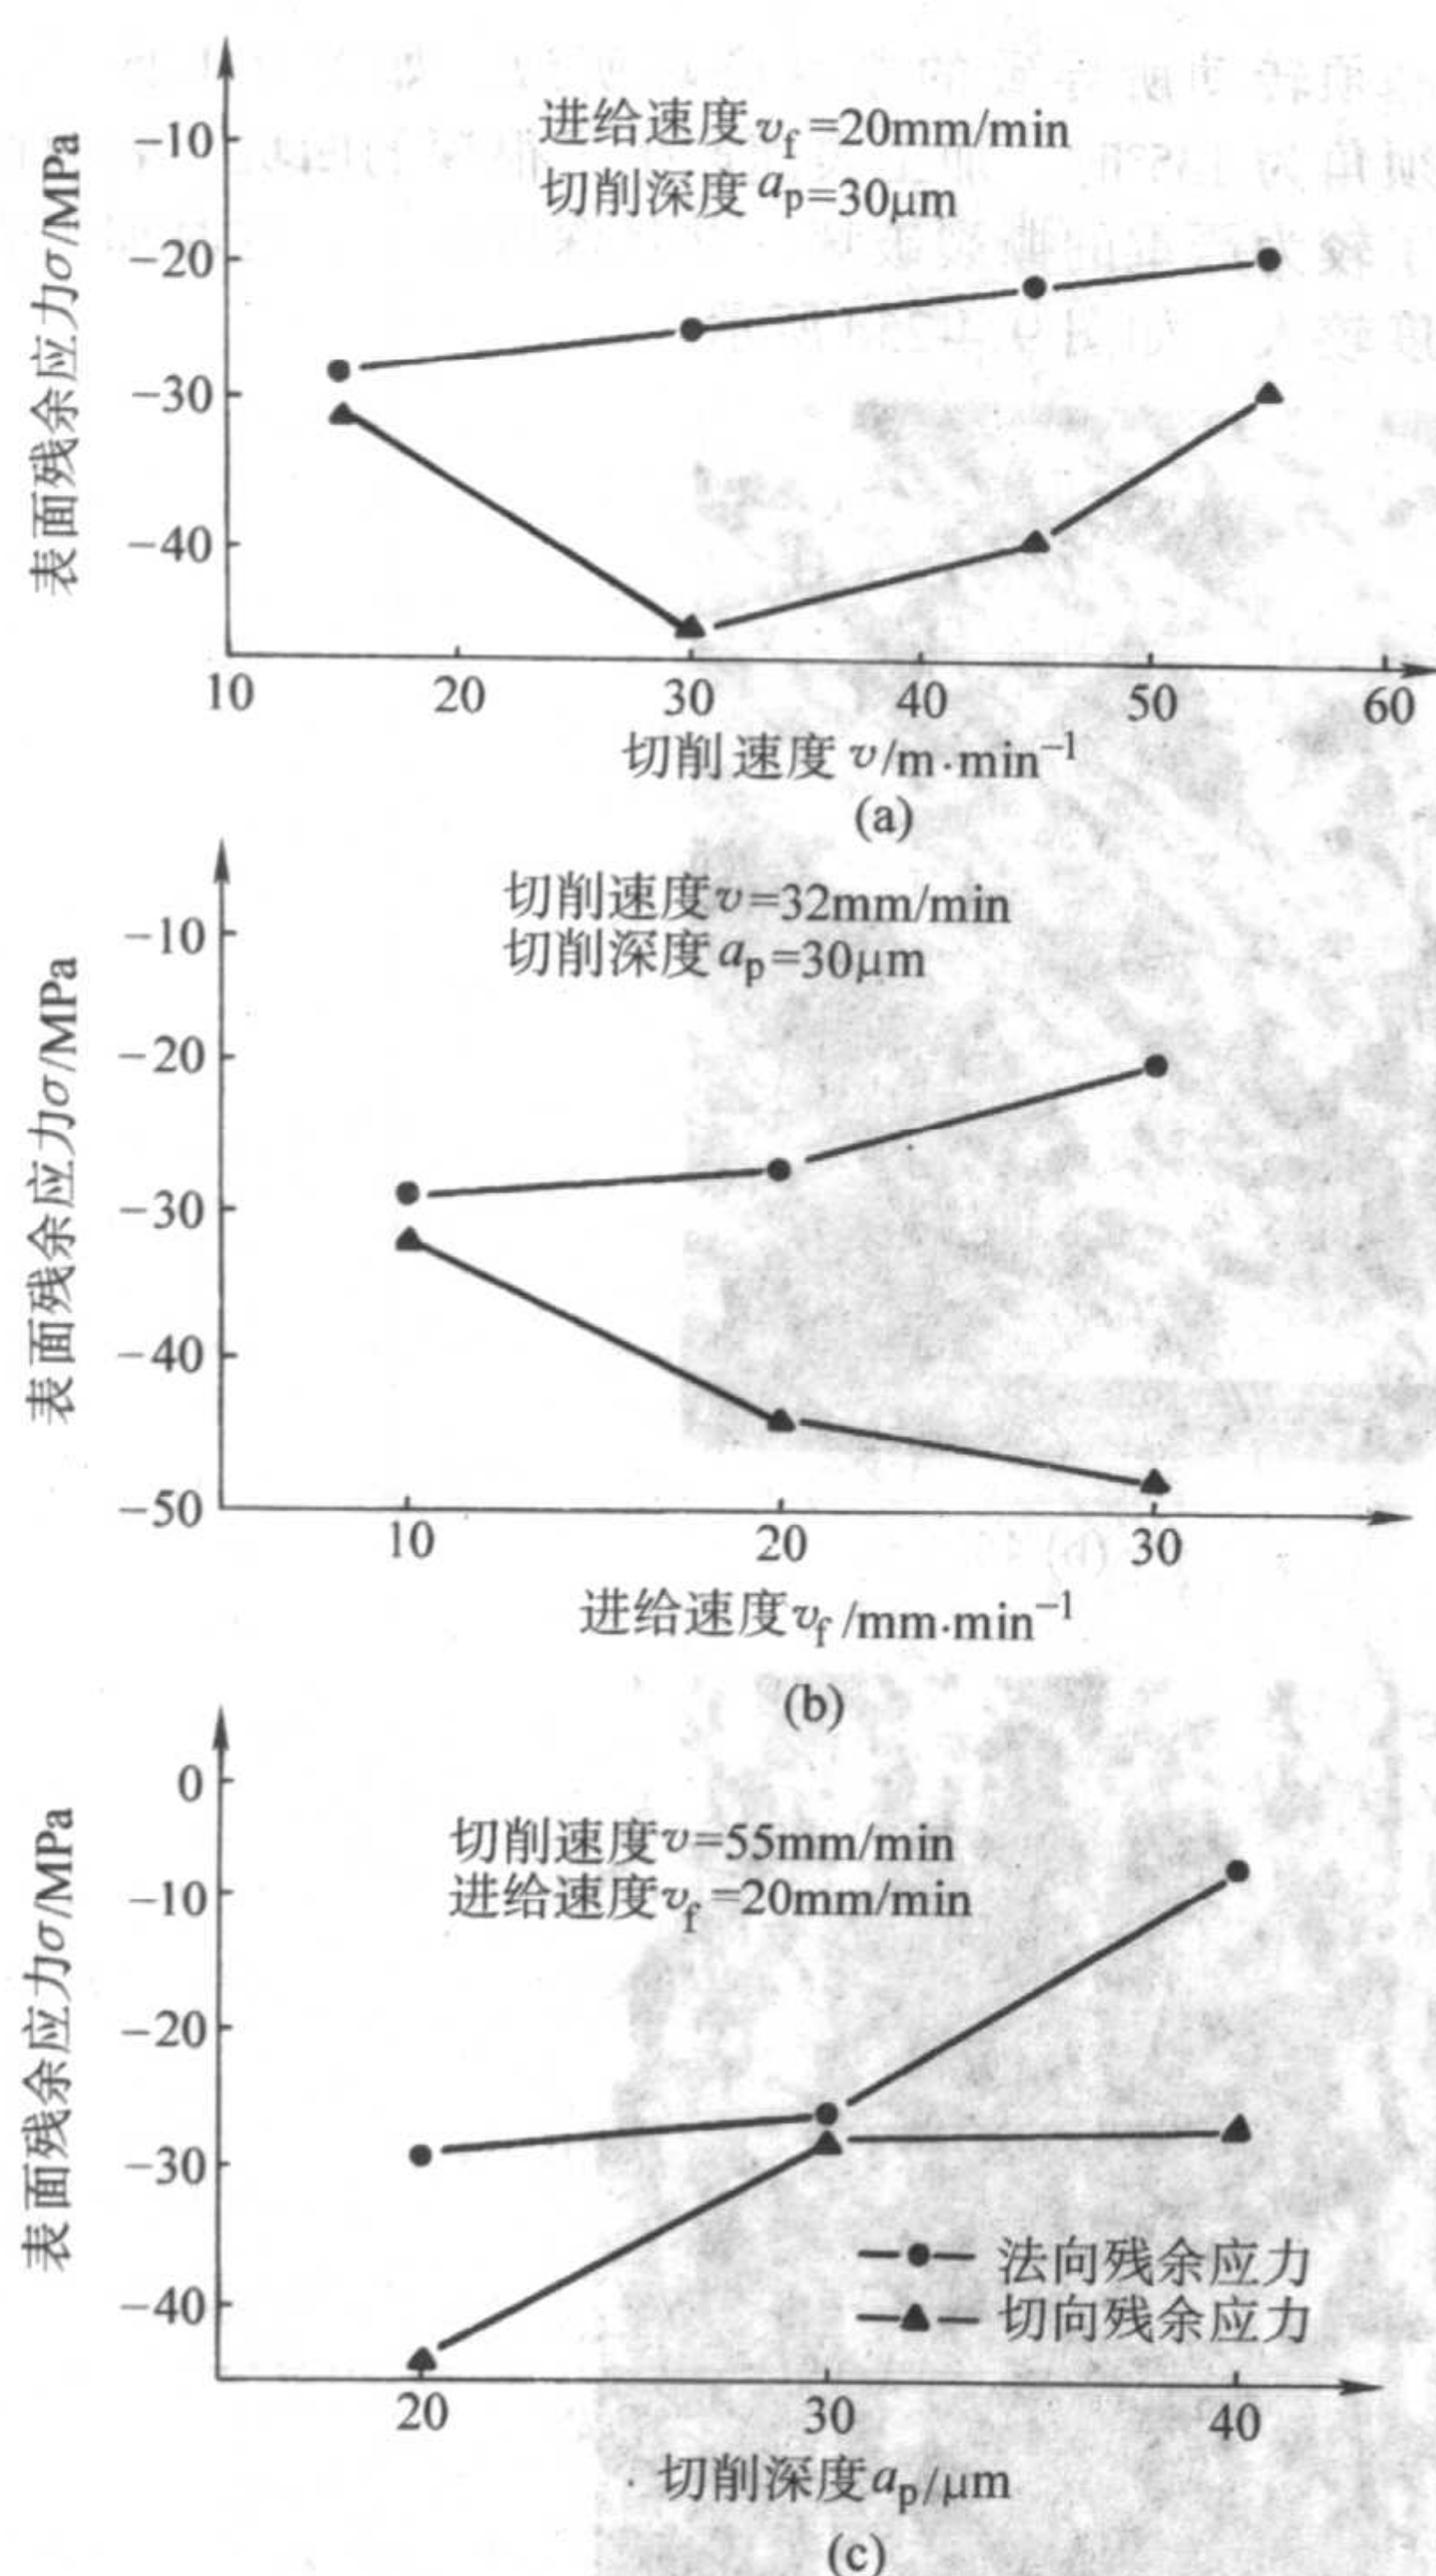 表面残余应力σ/MPa
进给速度vf=20mm/min
切削深度ap=30μm
−10
−20
−30
−40
10 20 30 40 50 60
切削速度 v/m·min−1
(a)
表面残余应力σ/MPa
切削速度v=32mm/min
切削深度ap=30μm
−10
−20
−30
−40
−50
10 20 30
进给速度vf/mm·min−1
(b)
表面残余应力σ/MPa
0
切削速度v=55mm/min
进给速度vf=20mm/min
−10
−20
−30
−40
法向残余应力
切向残余应力
20 30 40
切削深度ap/μm
(c)